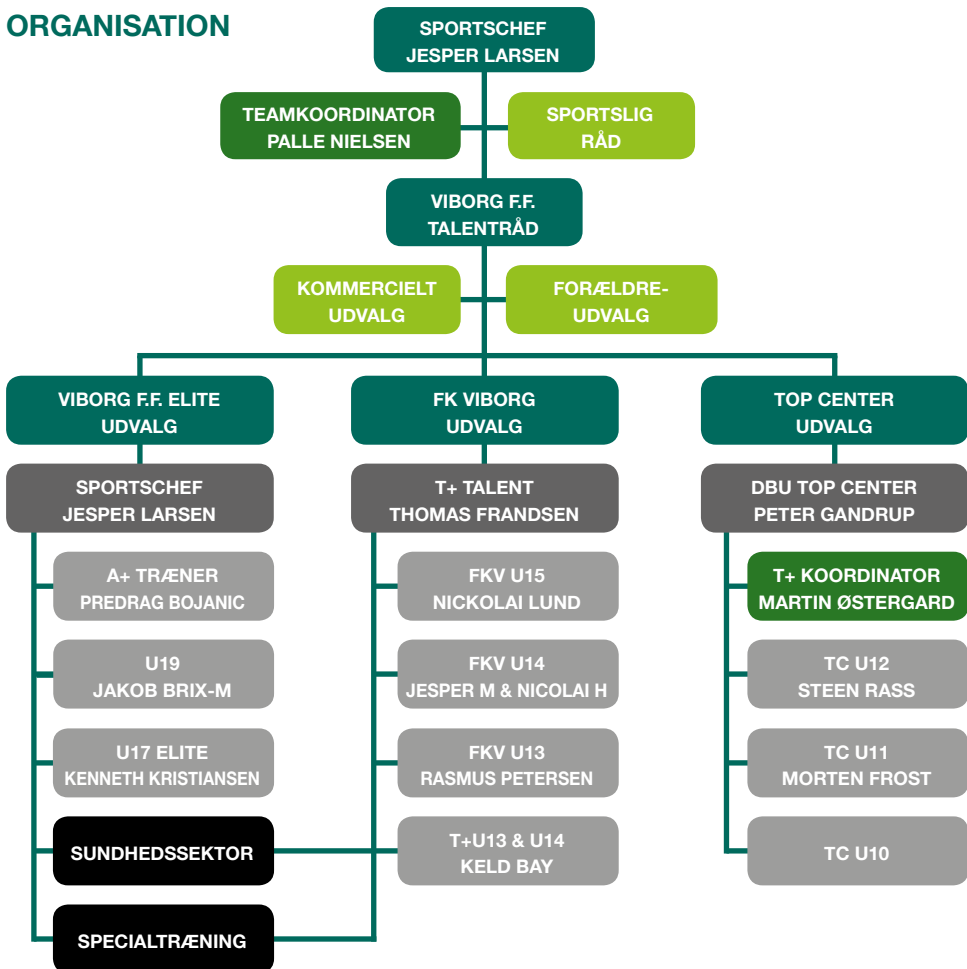 ORGANISATION
SPORTSCHEF
JESPER LARSEN
TEAMKOORDINATOR
PALLE NIELSEN
SPORTSLIG
RÅD
VIBORG F.F.
TALENTRÅD
KOMMERCIELT
UDVALG
FORÆLDRE-
UDVALG
VIBORG F.F. ELITE
UDVALG
FK VIBORG
UDVALG
TOP CENTER
UDVALG
SPORTSCHEF
JESPER LARSEN
T+ TALENT
THOMAS FRANDSEN
DBU TOP CENTER
PETER GANDRUP
A+ TRÆNER
PREDRAG BOJANIC
FKV U15
NICKOLAI LUND
T+ KOORDINATOR
MARTIN ØSTERGARD
U19
JAKOB BRIX-M
FKV U14
JESPER M & NICOLAI H
TC U12
STEEN RASS
U17 ELITE
KENNETH KRISTIANSEN
FKV U13
RASMUS PETERSEN
TC U11
MORTEN FROST
SUNDHEDSSEKTOR
T+U13 & U14
KELD BAY
TC U10
SPECIALTRÆNING